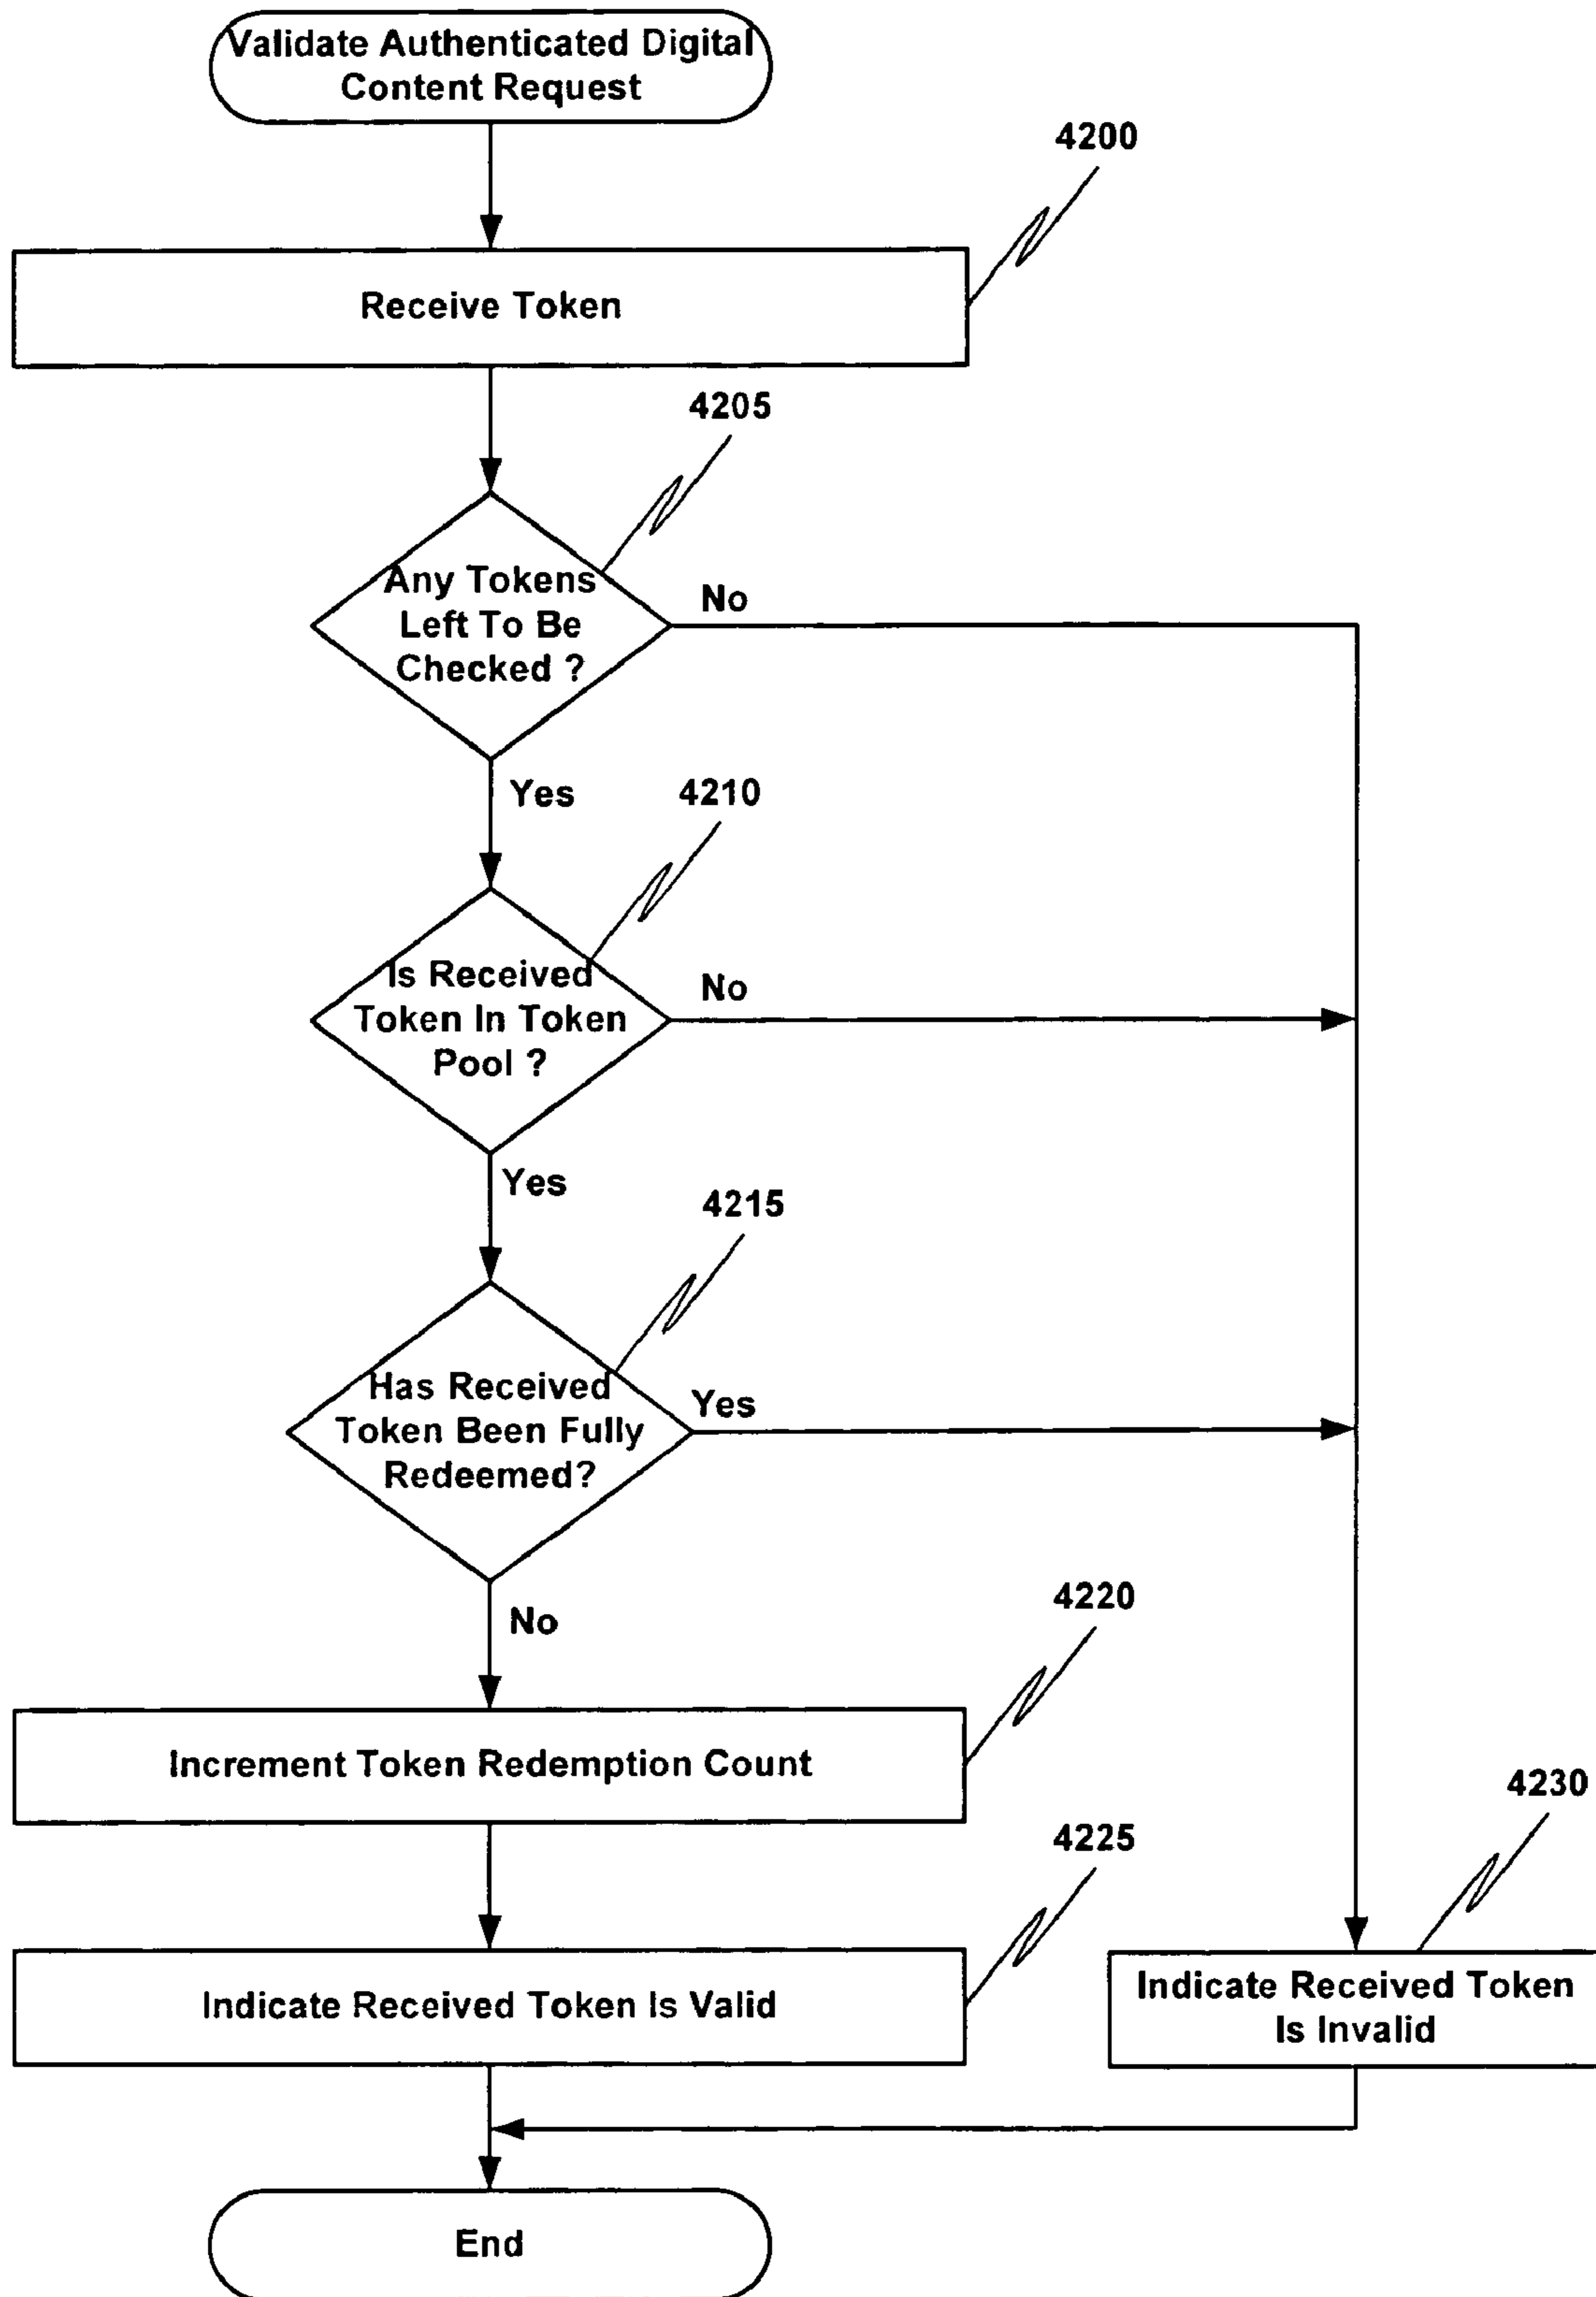 Validate Authenticated Digital
Content Request
4200
Receive Token
4205
Any Tokens
Left To Be
Checked ?
No
Yes
4210
Is Received
Token In Token
Pool ?
No
Yes
4215
Has Received
Token Been Fully
Redeemed?
Yes
No
4220
Increment Token Redemption Count
4230
4225
Indicate Received Token Is Valid
Indicate Received Token
Is Invalid
End